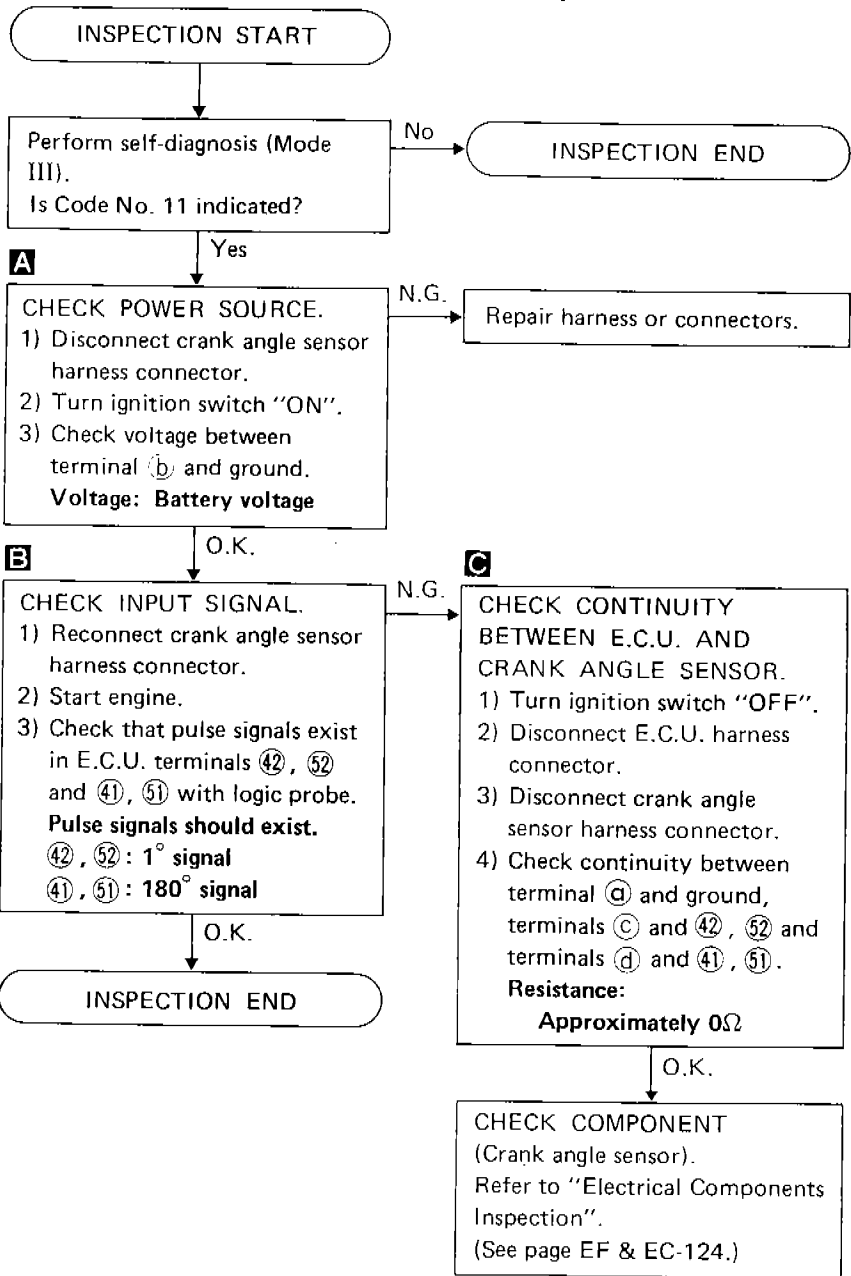 INSPECTION START
Perform self-diagnosis (Mode
III).
Is Code No. 11 indicated?
No
INSPECTION END
Yes
A
CHECK POWER SOURCE.
1) Disconnect crank angle sensor
harness connector.
2) Turn ignition switch "ON".
3) Check voltage between
terminal ⓑ and ground.
Voltage: Battery voltage
N.G.
Repair harness or connectors.
O.K.
B
CHECK INPUT SIGNAL.
1) Reconnect crank angle sensor
harness connector.
2) Start engine.
3) Check that pulse signals exist
in E.C.U. terminals ㊷, 52
and ㊶, 51 with logic probe.
Pulse signals should exist.
㊷, 52: 1° signal
㊶, 51: 180° signal
O.K.
INSPECTION END
N.G.
C
CHECK CONTINUITY
BETWEEN E.C.U. AND
CRANK ANGLE SENSOR.
1) Turn ignition switch "OFF".
2) Disconnect E.C.U. harness
connector.
3) Disconnect crank angle
sensor harness connector.
4) Check continuity between
terminal ⓐ and ground,
terminals ⓒ and ㊷, 52 and
terminals ⓓ and ㊶, 51.
Resistance:
Approximately 0Ω
O.K.
CHECK COMPONENT
(Crank angle sensor).
Refer to "Electrical Components
Inspection".
(See page EF & EC-124.)